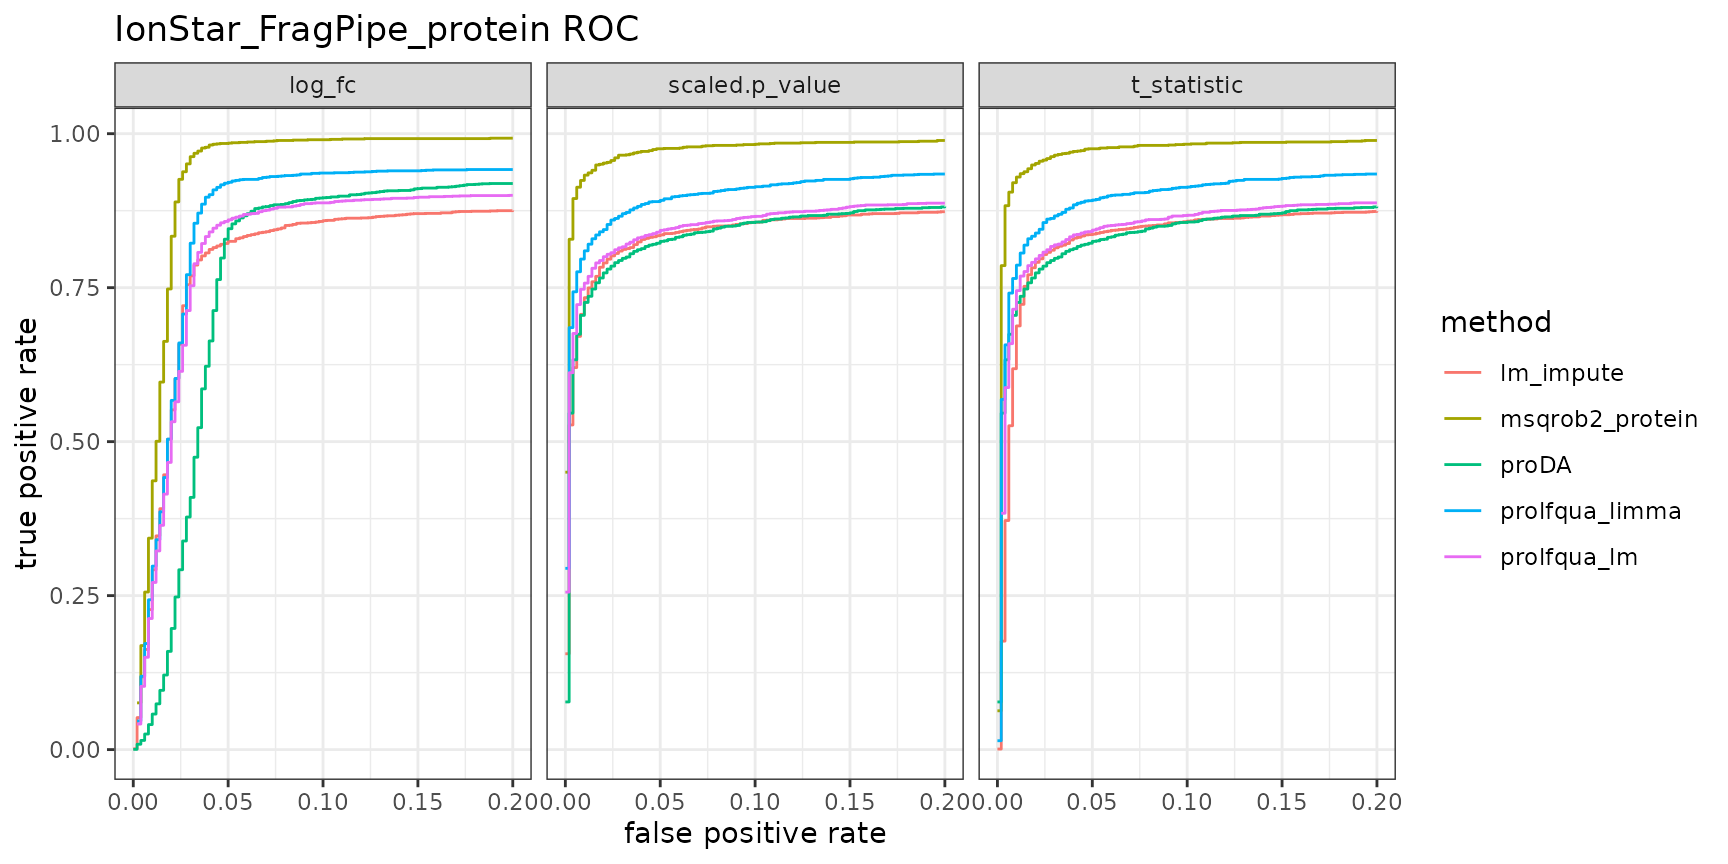 IonStar_FragPipe_protein ROC
log_fc
scaled.p_value
t_statistic
true positive rate
1.00
0.75
0.50
0.25
0.00
0.00 0.05 0.10 0.15 0.20
0.00 0.05 0.10 0.15 0.20
0.00 0.05 0.10 0.15 0.20
false positive rate
method
lm_impute
msqrob2_protein
proDA
prolfqua_limma
prolfqua_lm